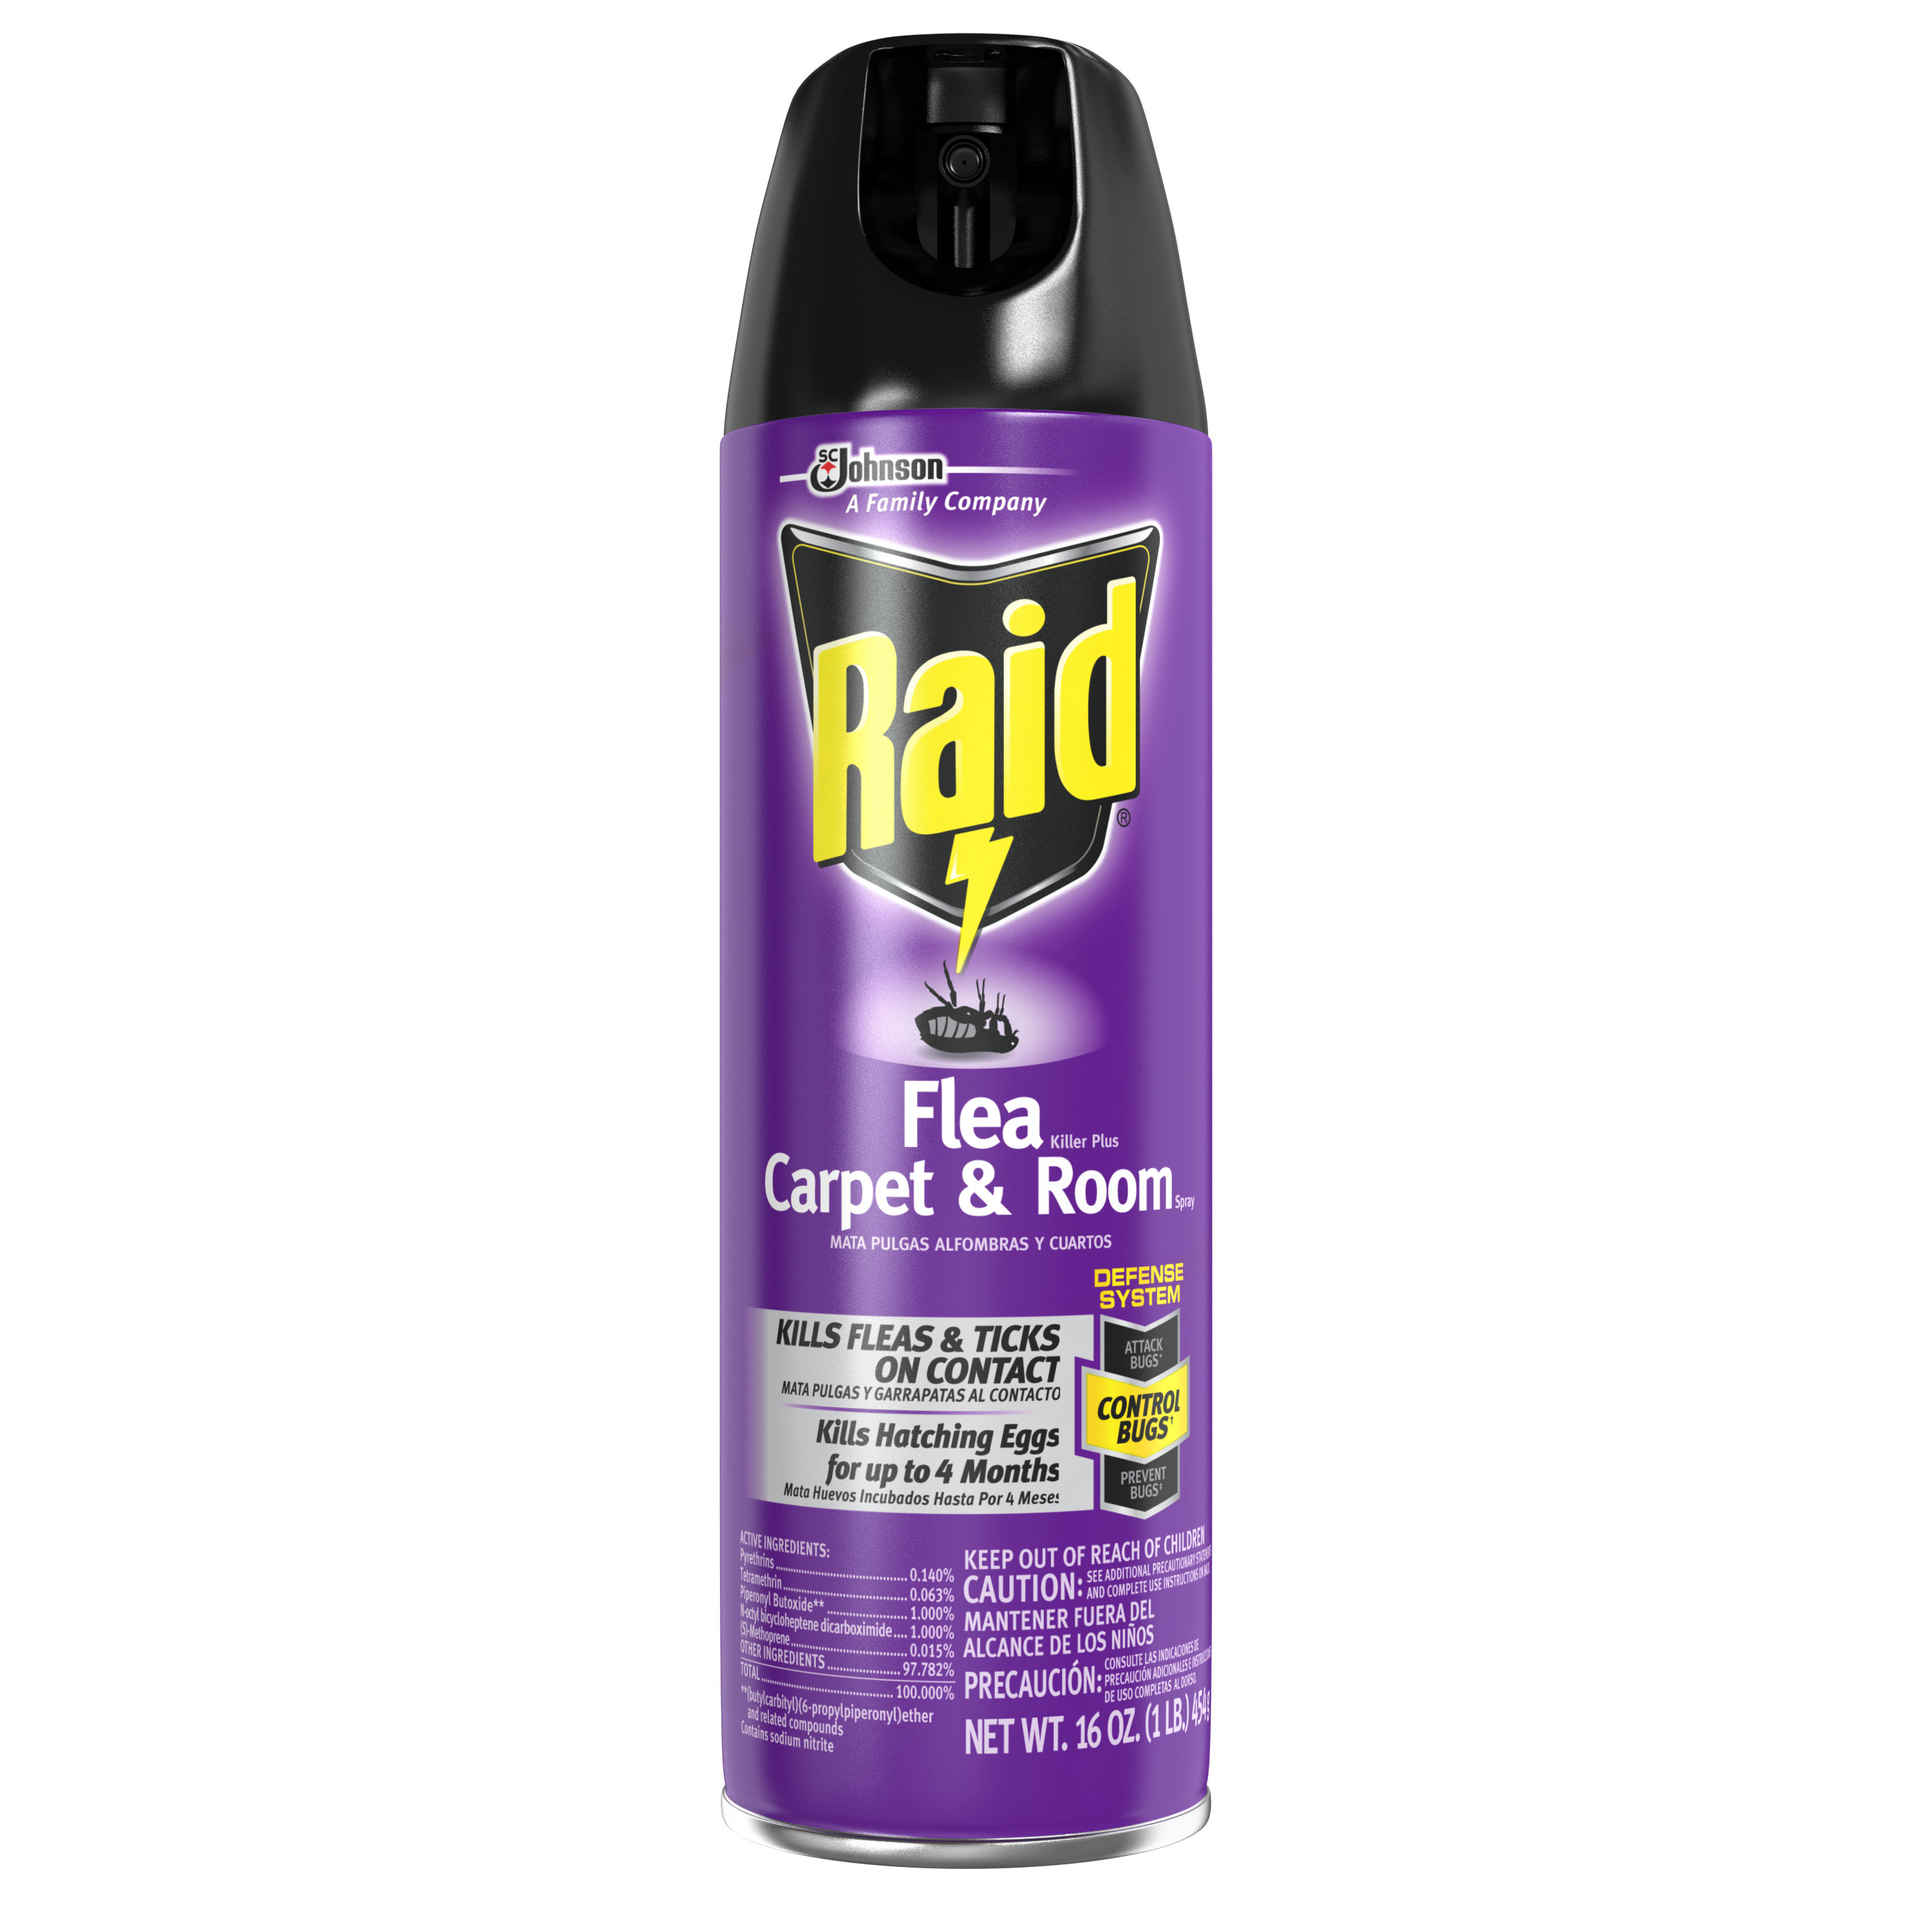 SC Johnson
A Family Company
Raid®
Flea Killer Plus
Carpet & Room Spray
MATA PULGAS ALFOMBRAS Y CUARTOS
DEFENSE
SYSTEM
ATTACK
BUGS*
CONTROL
BUGS†
PREVENT
BUGS‡
KILLS FLEAS & TICKS
ON CONTACT
MATA PULGAS Y GARRAPATAS AL CONTACTO
Kills Hatching Eggs
for up to 4 Months
Mata Huevos Incubados Hasta Por 4 Meses
ACTIVE INGREDIENTS:
Pyrethrins 0.140%
Tetramethrin 0.063%
Piperonyl Butoxide** 1.000%
N-octyl bicycloheptene dicarboximide 1.000%
(S)-Methoprene 0.015%
OTHER INGREDIENTS 97.782%
TOTAL 100.000%
**(butylcarbityl)(6-propylpiperonyl)ether
and related compounds
Contains sodium nitrite
KEEP OUT OF REACH OF CHILDREN
CAUTION: SEE ADDITIONAL PRECAUTIONARY
AND COMPLETE USE INSTRUCTIONS ON
MANTENER FUERA DEL
ALCANCE DE LOS NIÑOS
PRECAUCIÓN: CONSULTE LAS INDICACIONES DE
PRECAUCIÓN ADICIONALES E
DE USO COMPLETAS AL DORSO.
NET WT. 16 OZ. (1 LB.) 454g